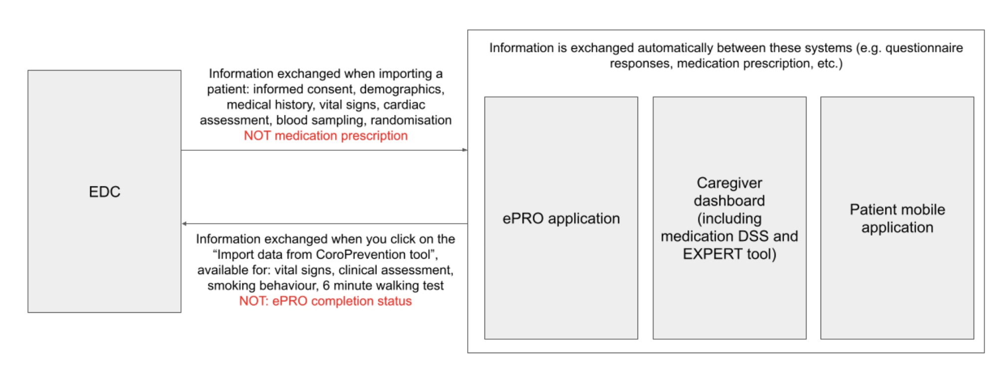 Information is exchanged automatically between these systems (e.g. questionnaire
responses, medication prescription, etc.)
Information exchanged when importing a
patient: informed consent, demographics,
medical history, vital signs, cardiac
assessment, blood sampling, randomisation
NOT medication prescription
EDC
Information exchanged when you click on the
“Import data from CoroPrevention tool”,
available for: vital signs, clinical assessment,
smoking behaviour, 6 minute walking test
NOT: ePRO completion status
ePRO application
Caregiver
dashboard
(including
medication DSS and
EXPERT tool)
Patient mobile
application